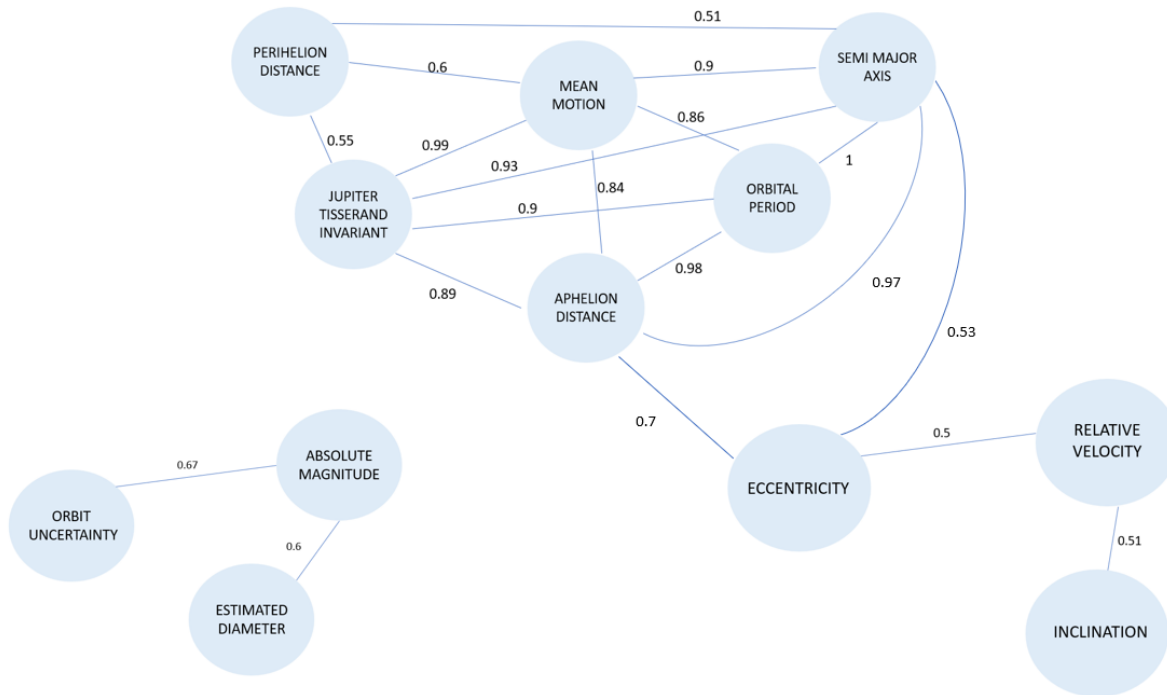 0.51
PERIHELION
DISTANCE
SEMI MAJOR
AXIS
0.6
0.9
MEAN
MOTION
0.86
0.55
0.99
0.93
1
JUPITER
TISSERAND
INVARIANT
0.84
ORBITAL
PERIOD
0.9
0.98
0.89
0.97
APHELION
DISTANCE
0.53
0.7
0.5
RELATIVE
VELOCITY
ABSOLUTE
MAGNITUDE
0.67
ECCENTRICITY
ORBIT
UNCERTAINTY
0.6
0.51
ESTIMATED
DIAMETER
INCLINATION